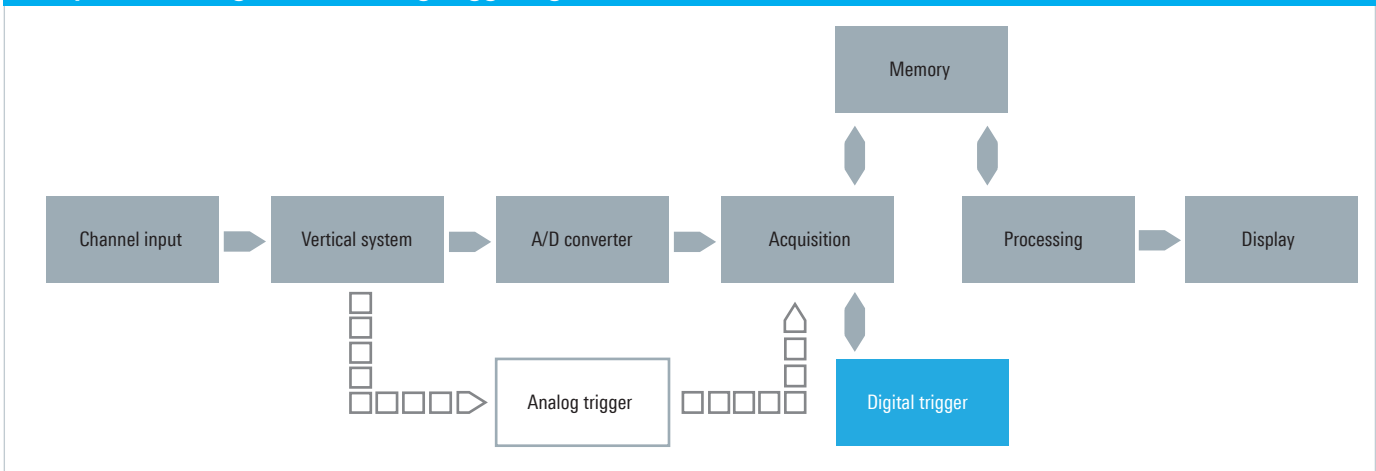 Memory
Channel input
Vertical system
A/D converter
Acquisition
Processing
Display
Analog trigger
Digital trigger